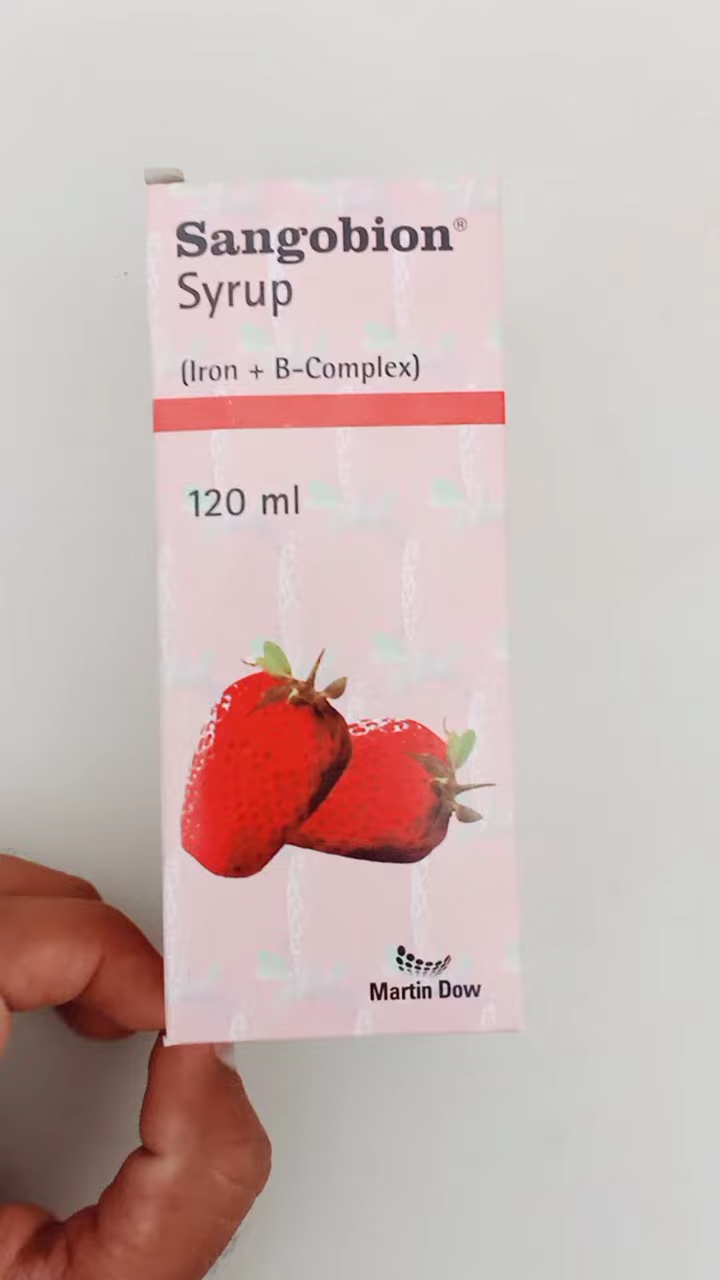 Sangobion®
Syrup
(Iron + B-Complex)
120 ml
Martin Dow